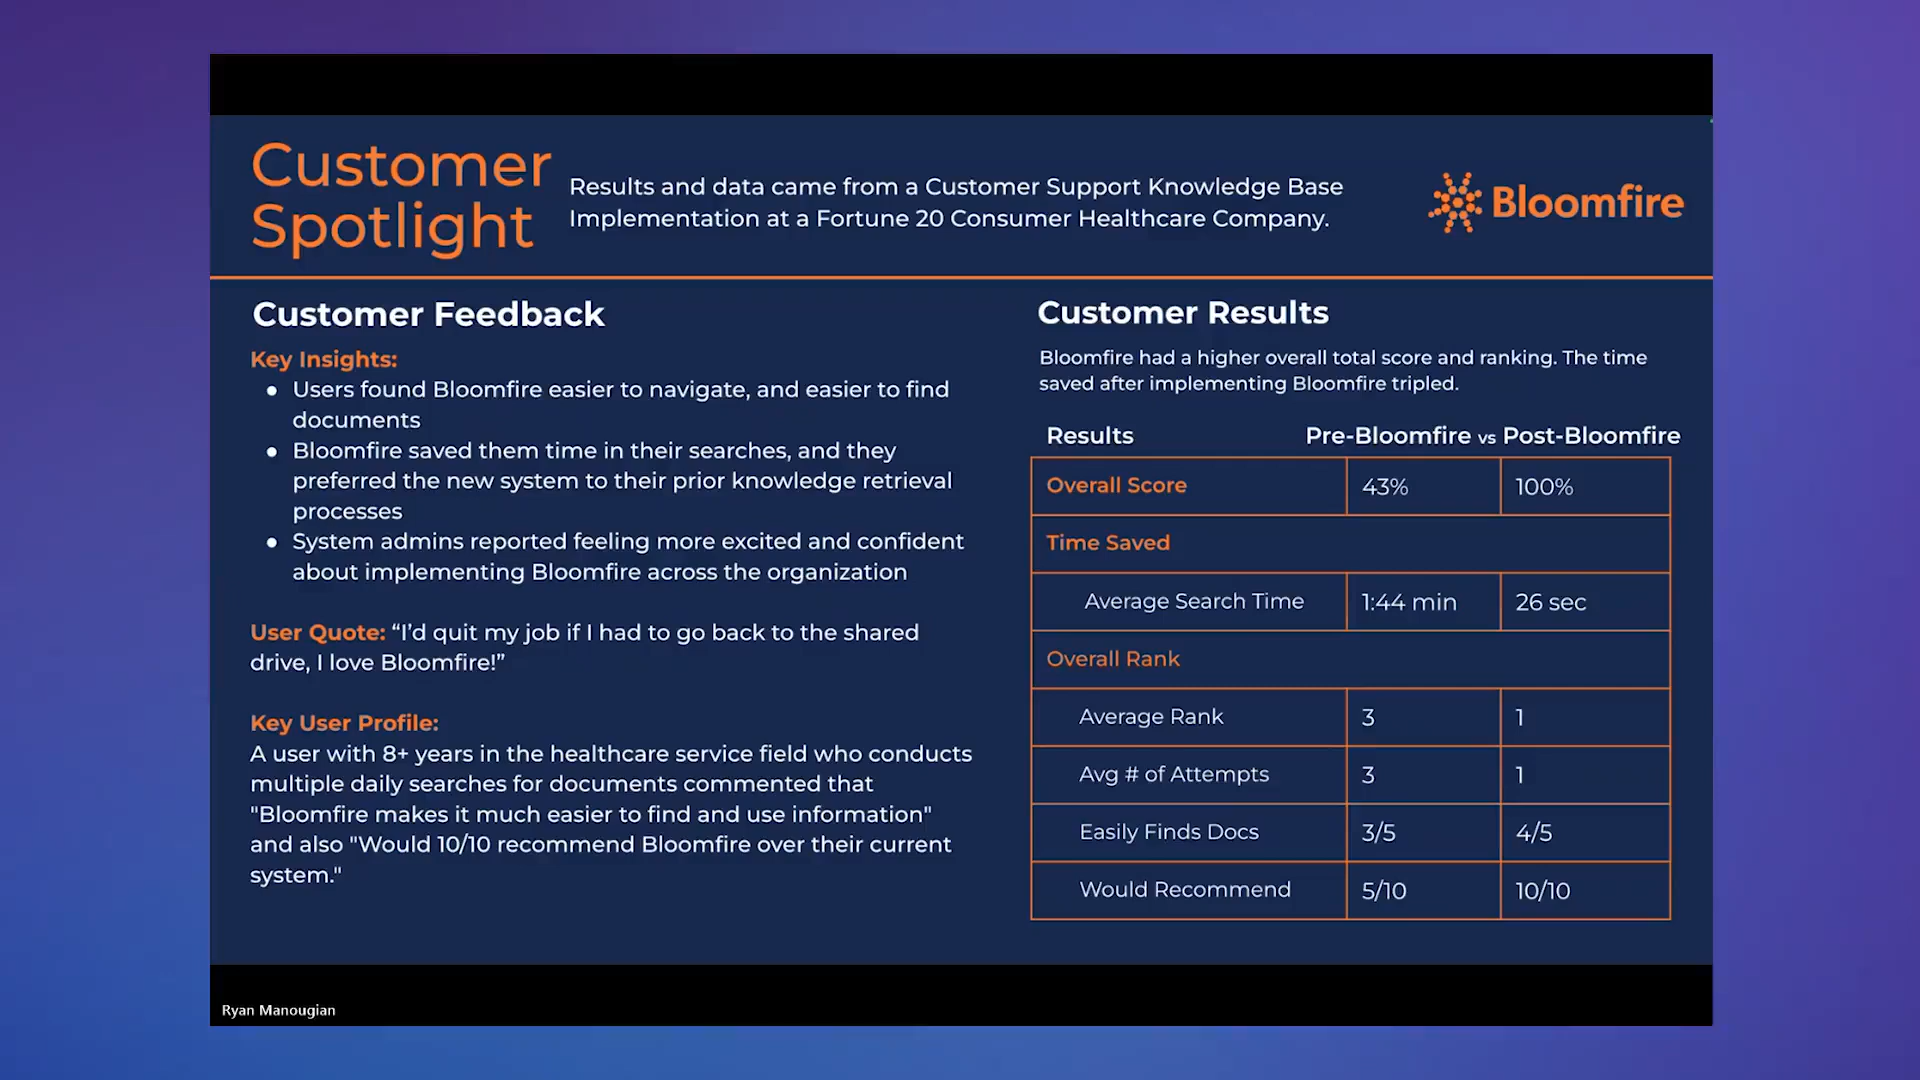 Customer
Spotlight
Results and data came from a Customer Support Knowledge Base
Implementation at a Fortune 20 Consumer Healthcare Company.
Bloomfire
Customer Feedback
Key Insights:
● Users found Bloomfire easier to navigate, and easier to find
documents
● Bloomfire saved them time in their searches, and they
preferred the new system to their prior knowledge retrieval
processes
● System admins reported feeling more excited and confident
about implementing Bloomfire across the organization
User Quote: “I’d quit my job if I had to go back to the shared
drive, I love Bloomfire!”
Key User Profile:
A user with 8+ years in the healthcare service field who conducts
multiple daily searches for documents commented that
"Bloomfire makes it much easier to find and use information"
and also "Would 10/10 recommend Bloomfire over their current
system."
Customer Results
Bloomfire had a higher overall total score and ranking. The time
saved after implementing Bloomfire tripled.
Results Pre-Bloomfire vs Post-Bloomfire
Overall Score 43% 100%
Time Saved
Average Search Time 1:44 min 26 sec
Overall Rank
Average Rank 3 1
Avg # of Attempts 3 1
Easily Finds Docs 3/5 4/5
Would Recommend 5/10 10/10
Ryan Manougian